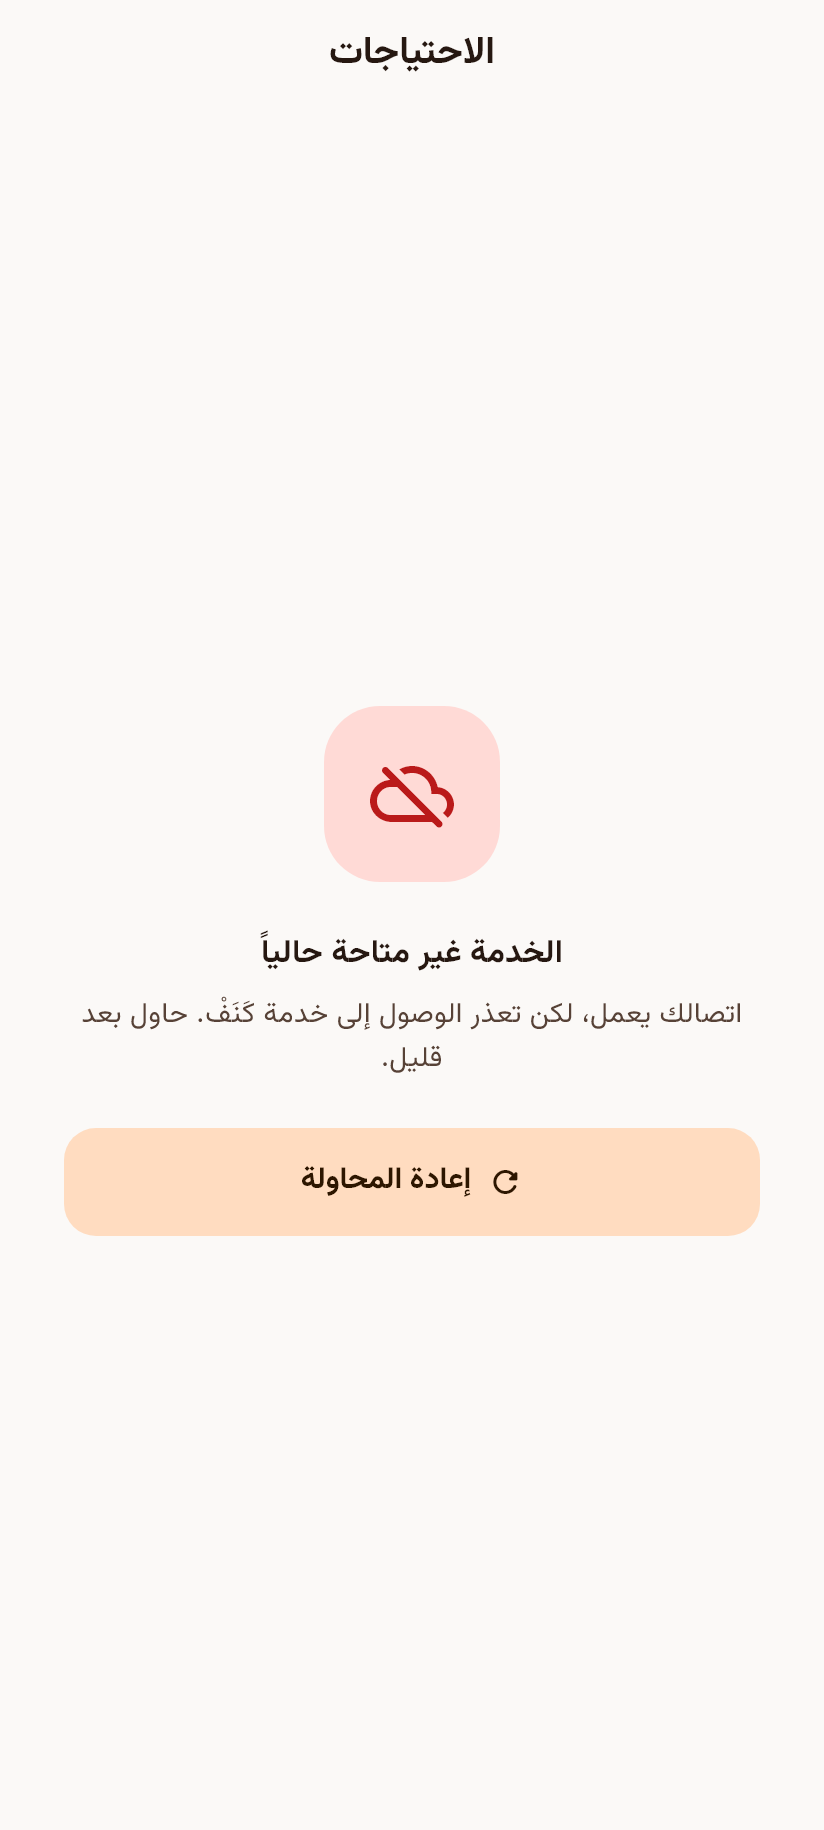 الاحتياجات
الخدمة غير متاحة حالياً
اتصالك يعمل، لكن تعذر الوصول إلى خدمة كَنَفْ. حاول بعد
قليل.
إعادة المحاولة